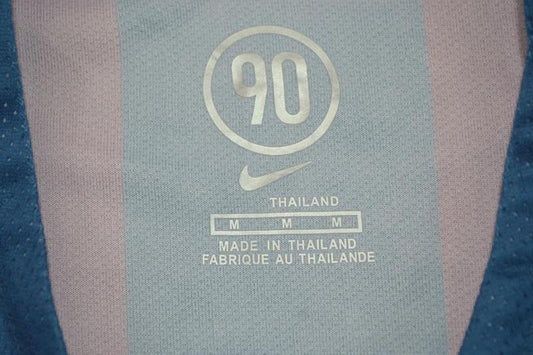 90
THAILAND
M M M
MADE IN THAILAND
FABRIQUE AU THAILANDE